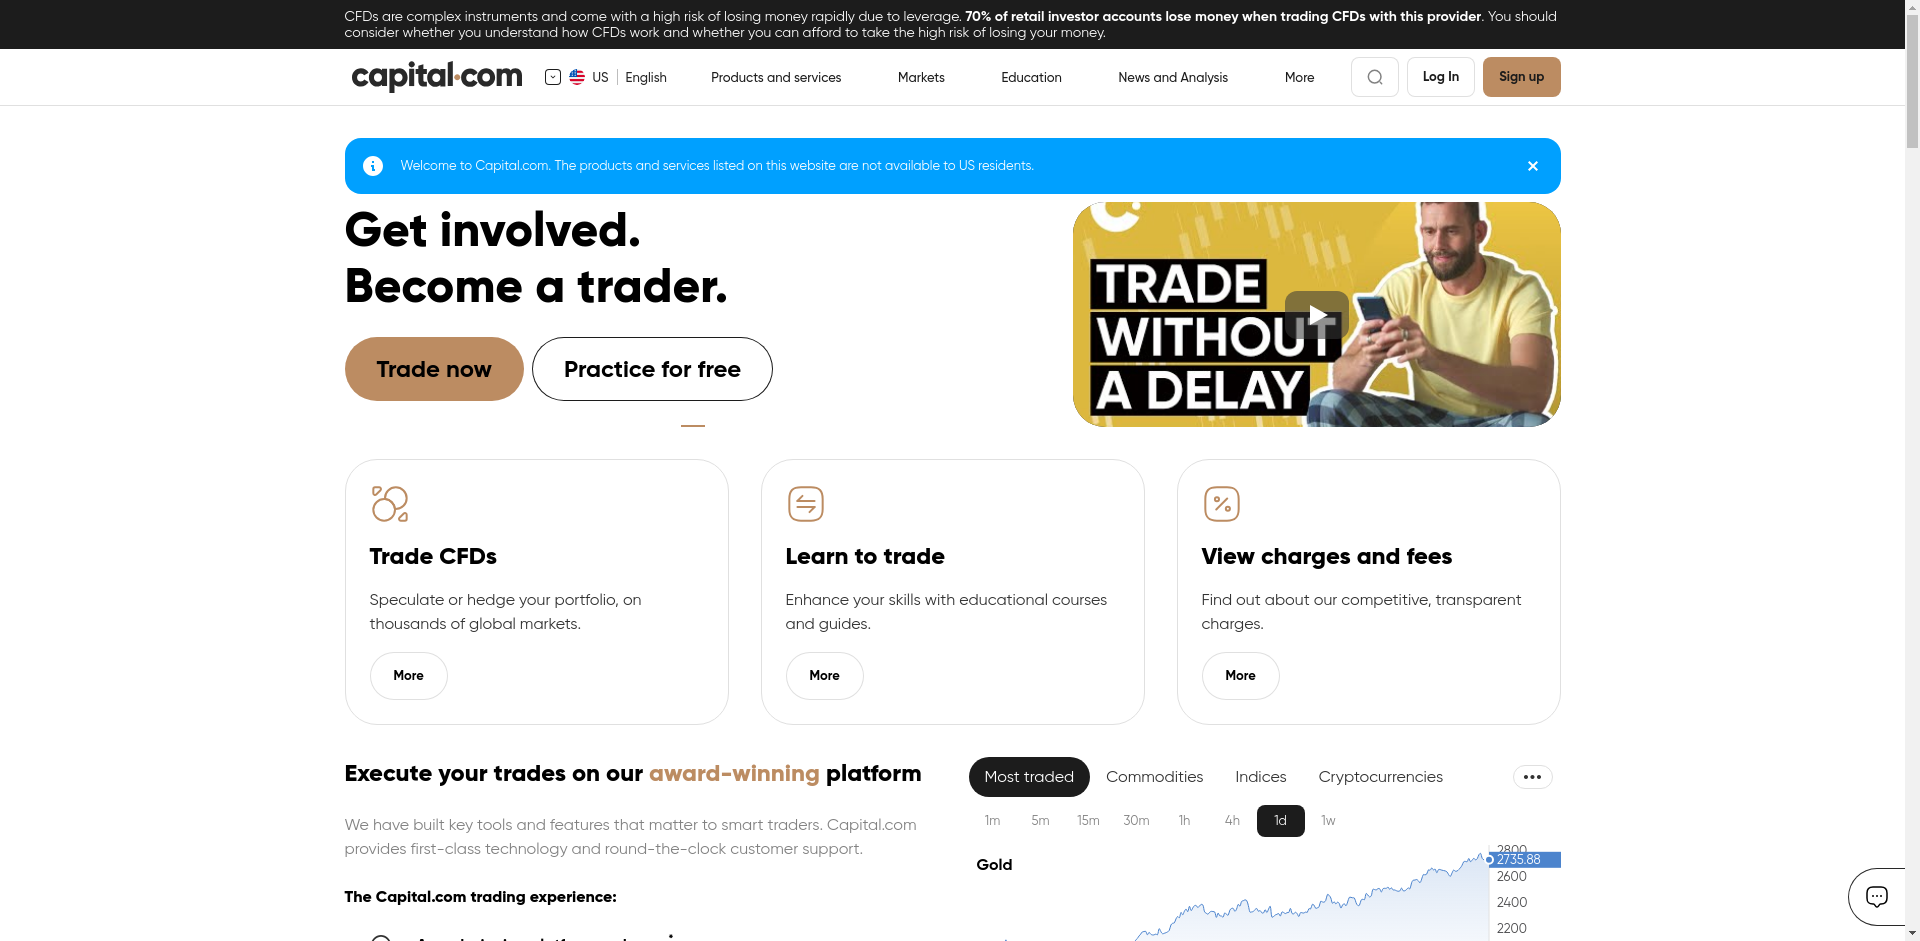 CFDs are complex instruments and come with a high risk of losing money rapidly due to leverage. 70% of retail investor accounts lose money when trading CFDs with this provider. You should
consider whether you understand how CFDs work and whether you can afford to take the high risk of losing your money.
capital.com US English Products and services Markets Education News and Analysis More Log In Sign up
Welcome to Capital.com. The products and services listed on this website are not available to US residents.
Get involved.
Become a trader.
Trade now Practice for free
TRADE
WITHOUT
A DELAY
Trade CFDs
Speculate or hedge your portfolio, on
thousands of global markets.
More
Learn to trade
Enhance your skills with educational courses
and guides.
More
View charges and fees
Find out about our competitive, transparent
charges.
More
Execute your trades on our award-winning platform
We have built key tools and features that matter to smart traders. Capital.com
provides first-class technology and round-the-clock customer support.
The Capital.com trading experience:
Most traded Commodities Indices Cryptocurrencies
1m 5m 15m 30m 1h 4h 1d 1w
Gold
2800
2735.88
2600
2400
2200